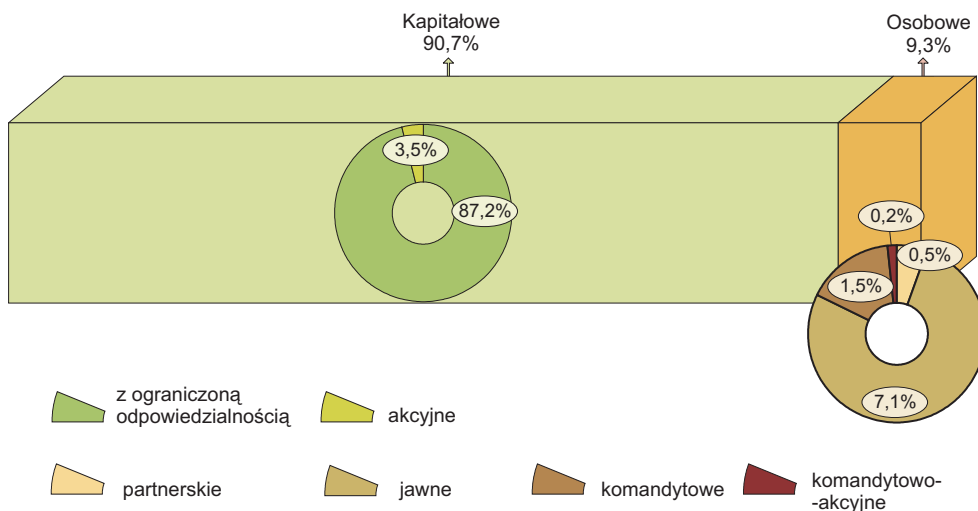 Kapitałowe
90,7%
Osobowe
9,3%
3,5%
87,2%
0,2%
0,5%
1,5%
7,1%
z ograniczoną
odpowiedzialnością
akcyjne
partnerskie
jawne
komandytowe
komandytowo-
-akcyjne